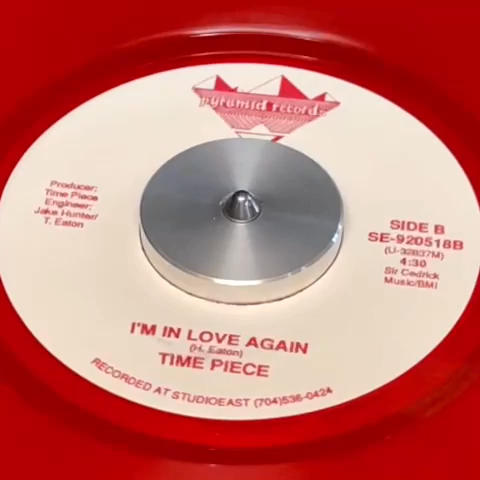 pyramid records
Producer:
Time Piece
Engineer:
Jake Hunter/
T. Eaton
SIDE B
SE-920518B
(U-32837M)
4:30
Sir Cedrick
Music/BMI
I'M IN LOVE AGAIN
(H. Eaton)
TIME PIECE
RECORDED AT STUDIOEAST (704)536-0424